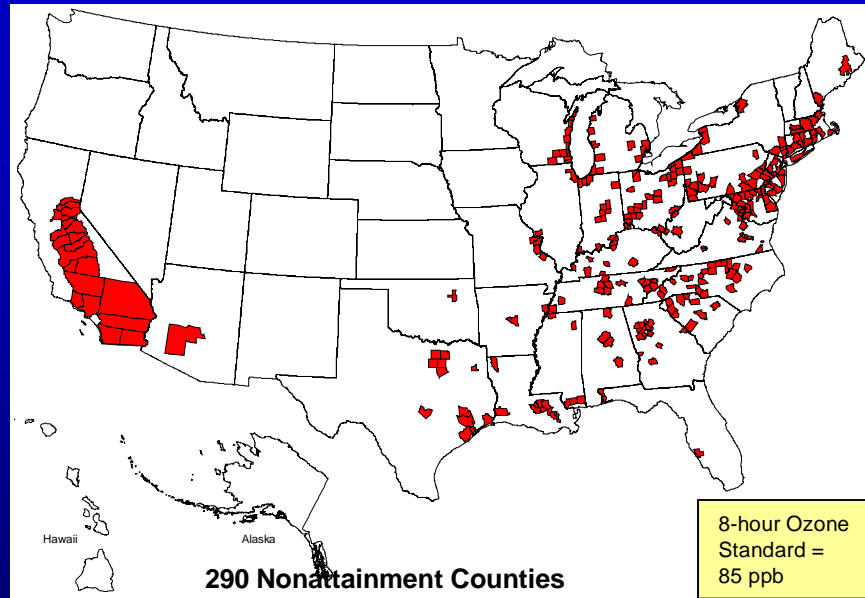 Hawaii
Alaska
290 Nonattainment Counties
8-hour Ozone
Standard =
85 ppb